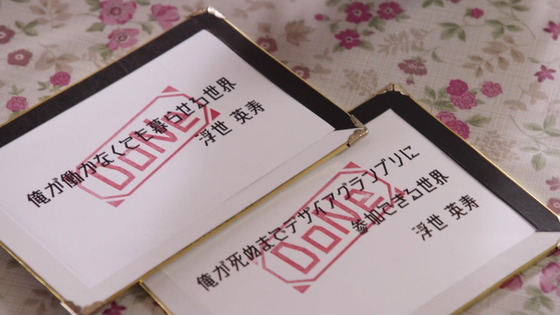 俺が働かなくても暮らせる世界
浮世 英寿
DONE
俺が死ぬまでデザイアグランプリに
参加できる世界
浮世 英寿
DONE